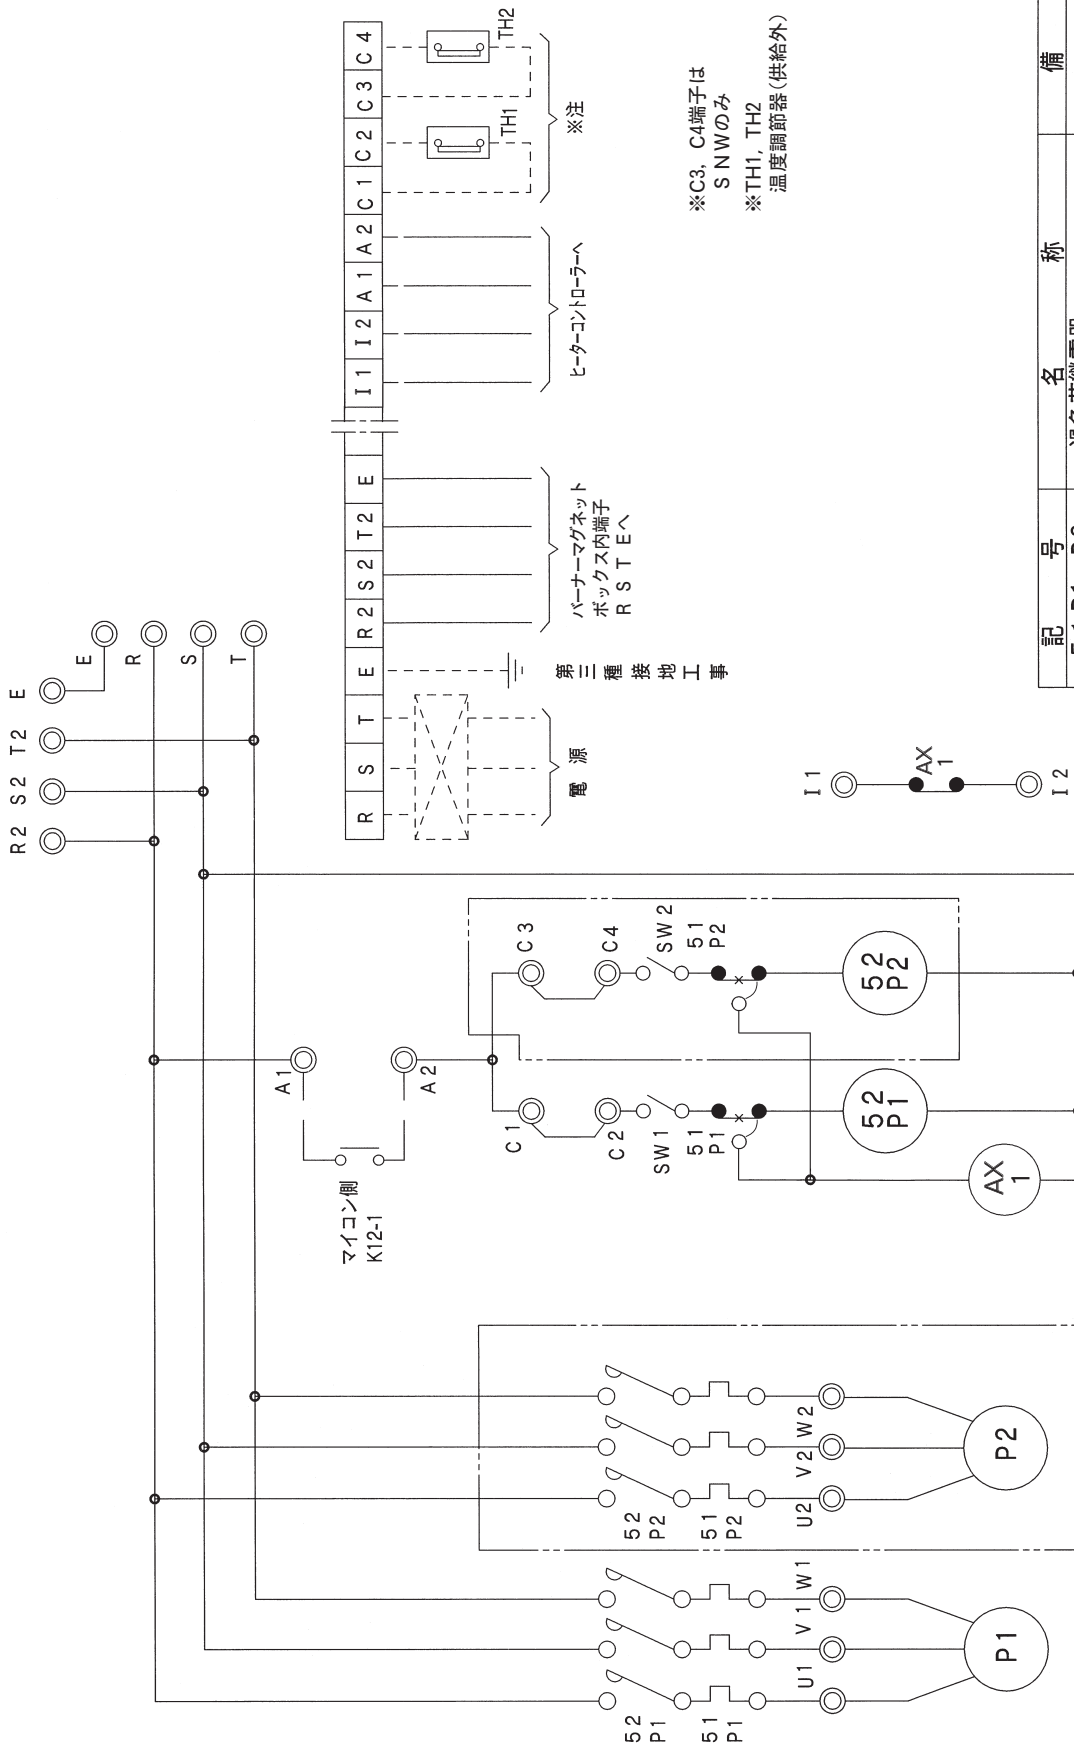 R2 S2 T2 E
E
R
S
T
R S T E R2 S2 T2 E I1 I2 A1 A2 C1 C2 C3 C4
TH1
TH2
電源
第三種接地工事
バーナーマグネット
ボックス内端子
R S T Eへ
ヒーターコントローラーへ
※注
※C3, C4端子は
SNWのみ
※TH1, TH2
温度調節器(供給外)
A1
A2
マイコン側
K12-1
C1
C2
SW1
51
P1
52
P1
C3
C4
SW2
51
P2
52
P2
AX
1
I1
AX
1
I2
52
P1
51
P1
U1 V1 W1
P1
52
P2
51
P2
U2 V2 W2
P2
記号 名称 備